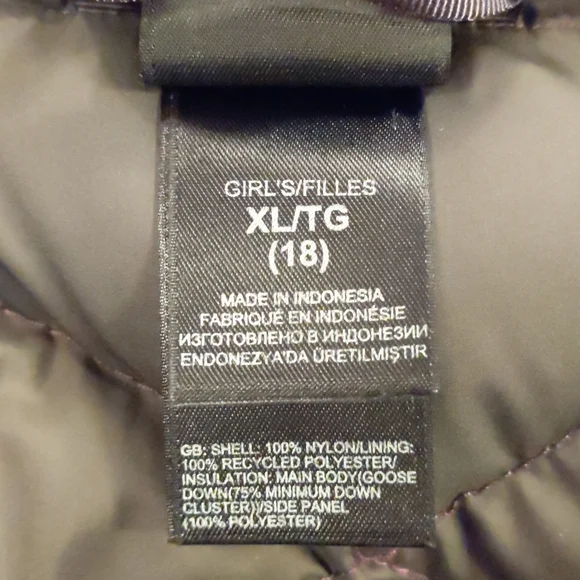 GIRL'S/FILLES
XL/TG
(18)
MADE IN INDONESIA
FABRIQUÉ EN INDONÉSIE
ИЗГОТОВЛЕНО В ИНДОНЕЗИИ
ENDONEZYA'DA ÜRETILMIŞTIR
GB: SHELL: 100% NYLON/LINING:
100% RECYCLED POLYESTER/
INSULATION: MAIN BODY(GOOSE
DOWN(75% MINIMUM DOWN
CLUSTER))/SIDE PANEL
(100% POLYESTER)